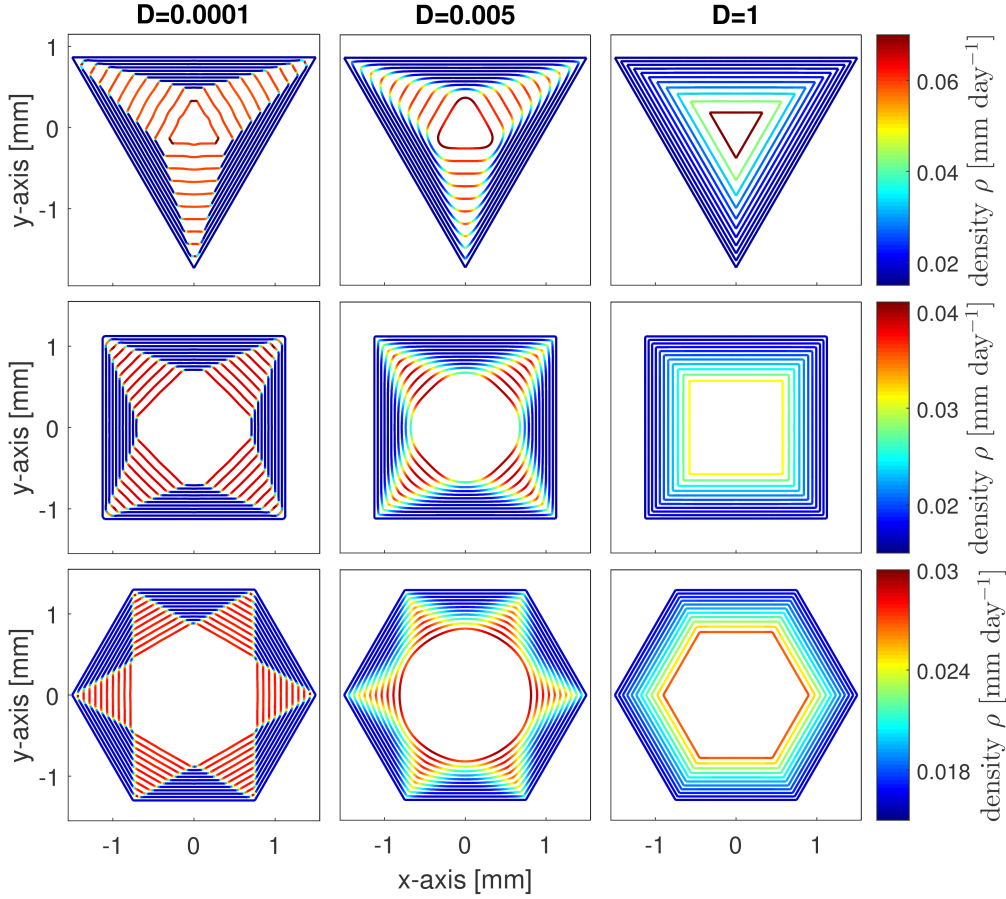 D=0.0001 D=0.005 D=1
1
0
-1
y-axis [mm]
0.06
0.04
0.02
density ρ [mm day⁻¹]
1
0
-1
y-axis [mm]
0.04
0.03
0.02
density ρ [mm day⁻¹]
1
0
-1
y-axis [mm]
0.03
0.024
0.018
density ρ [mm day⁻¹]
-1 0 1 -1 0 1 -1 0 1
x-axis [mm]